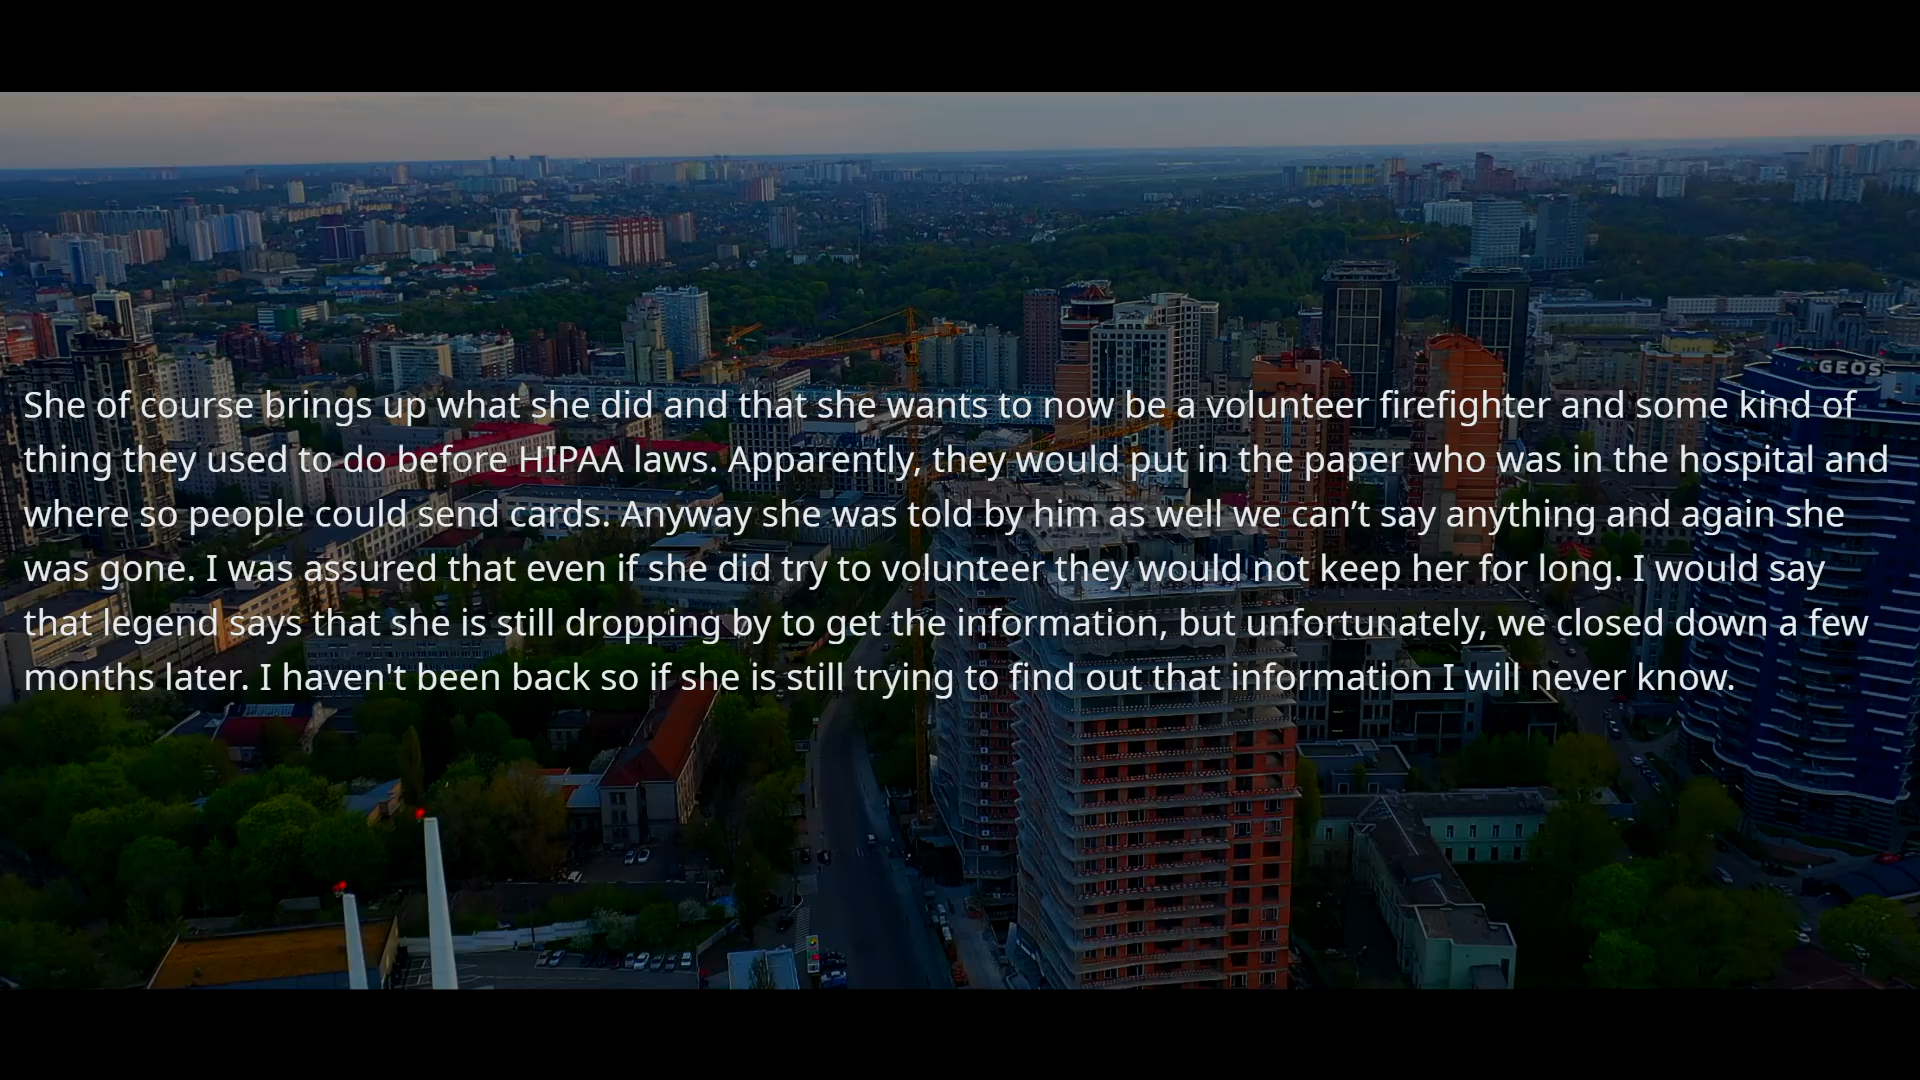 GEOS
She of course brings up what she did and that she wants to now be a volunteer firefighter and some kind of
thing they used to do before HIPAA laws. Apparently, they would put in the paper who was in the hospital and
where so people could send cards. Anyway she was told by him as well we can’t say anything and again she
was gone. I was assured that even if she did try to volunteer they would not keep her for long. I would say
that legend says that she is still dropping by to get the information, but unfortunately, we closed down a few
months later. I haven't been back so if she is still trying to find out that information I will never know.